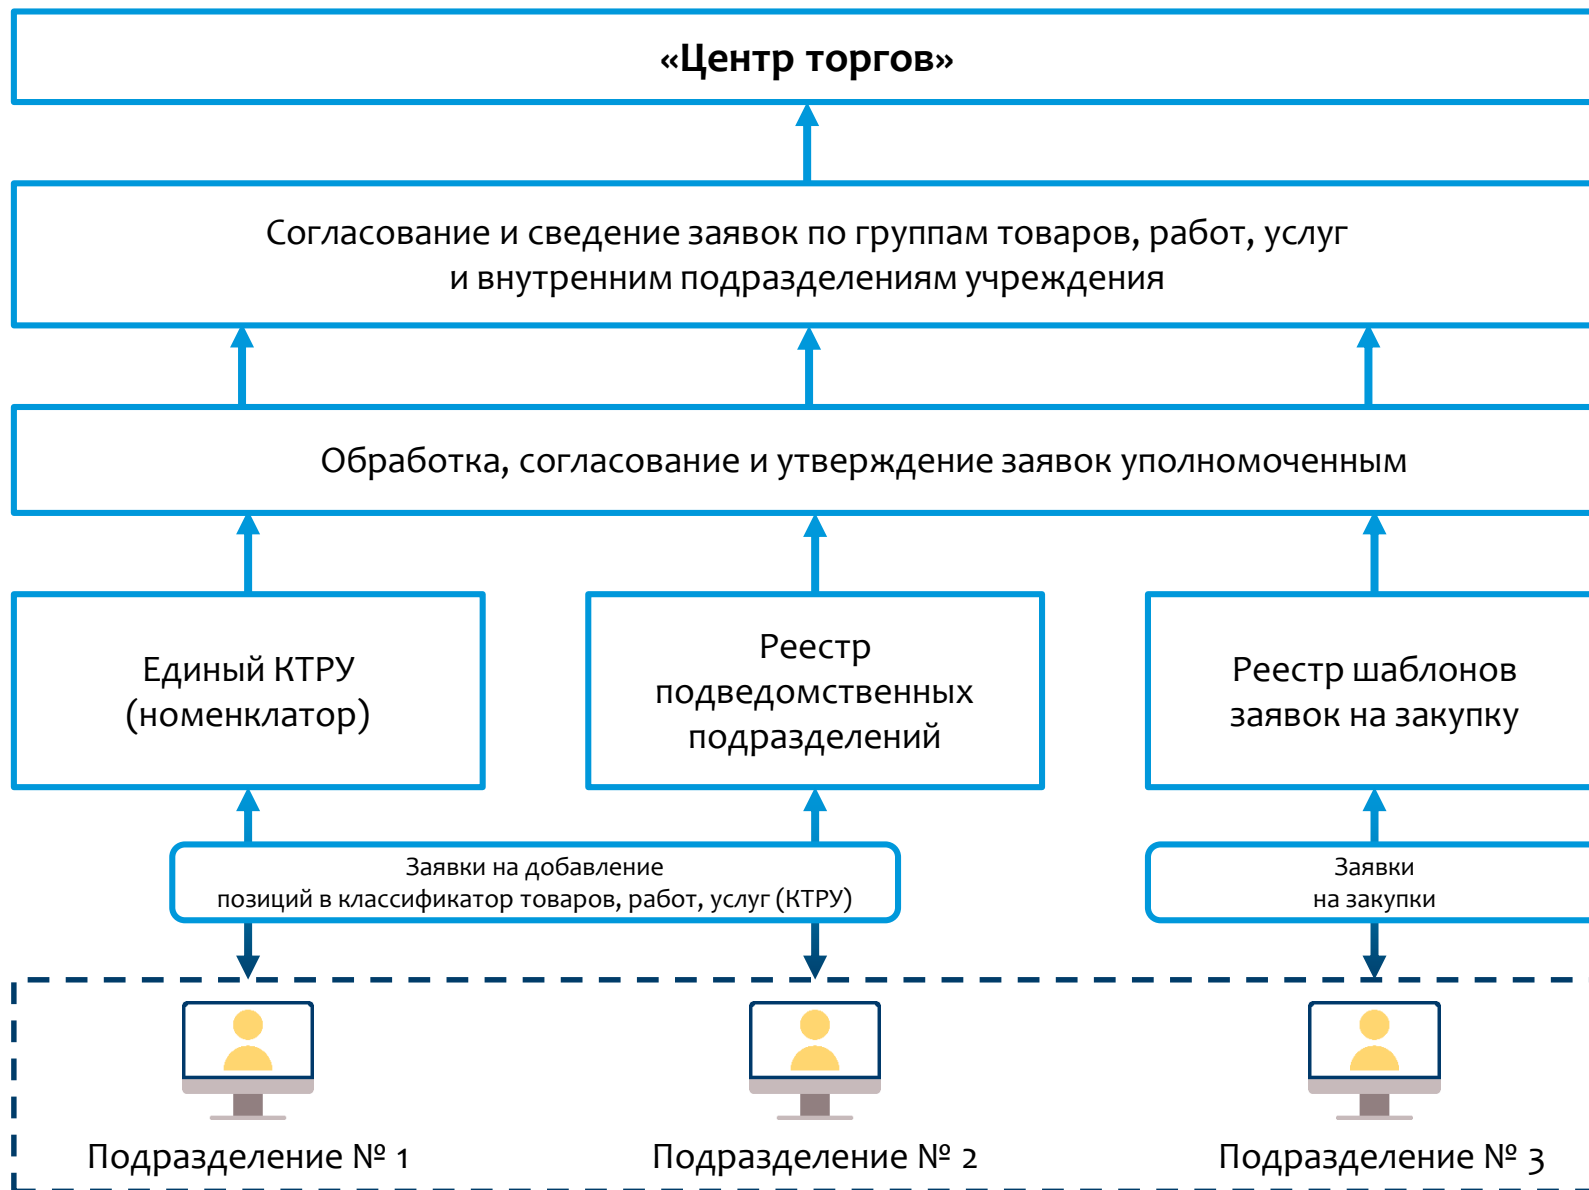 «Центр торгов»
Согласование и сведение заявок по группам товаров, работ, услуг
и внутренним подразделениям учреждения
Обработка, согласование и утверждение заявок уполномоченным
Единый КТРУ
(номенклатор)
Реестр
подведомственных
подразделений
Реестр шаблонов
заявок на закупку
Заявки на добавление
позиций в классификатор товаров, работ, услуг (КТРУ)
Заявки
на закупки
Подразделение № 1
Подразделение № 2
Подразделение № 3